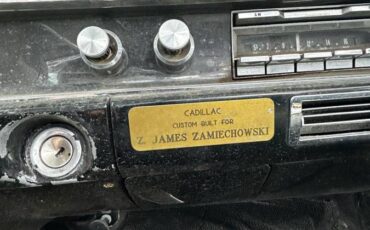 CADILLAC
CUSTOM BUILT FOR
Z. JAMES ZAMIECHOWSKI